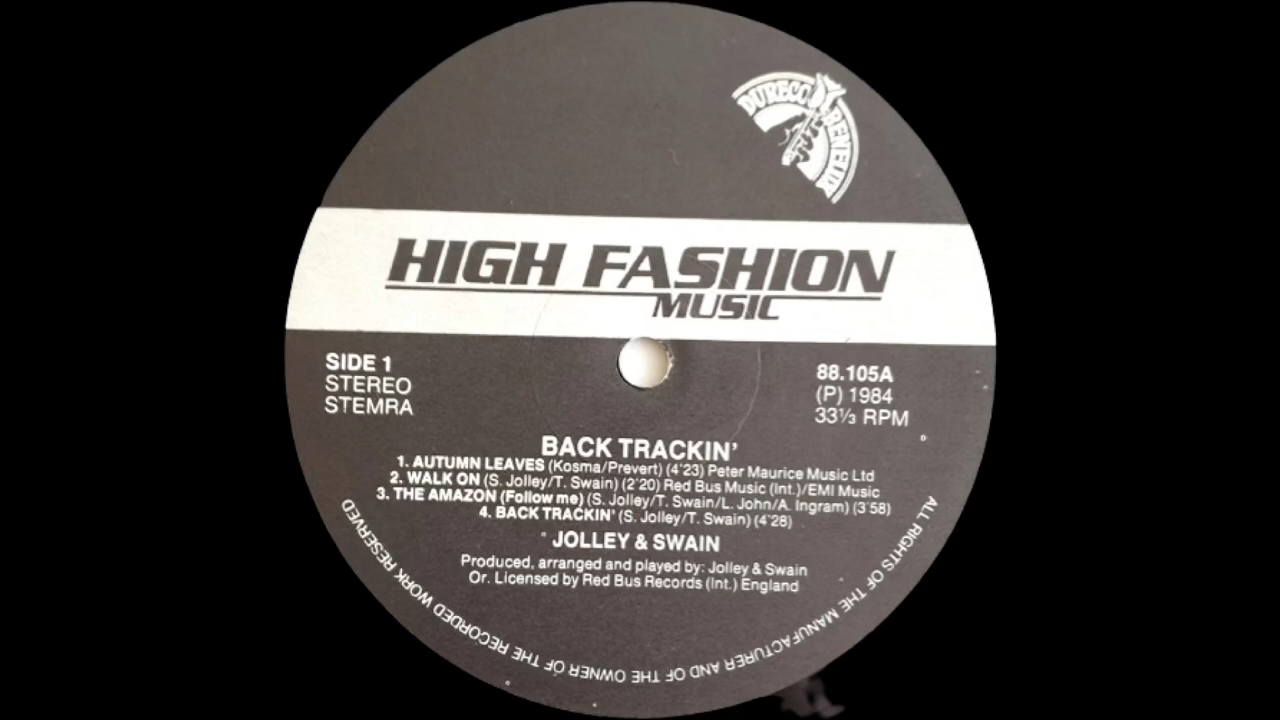 DURECO BENELUX
HIGH FASHION
MUSIC
SIDE 1
STEREO
STEMRA
88.105A
(P) 1984
33⅓ RPM
BACK TRACKIN'
1. AUTUMN LEAVES (Kosma/Prevert) (4'23) Peter Maurice Music Ltd
2. WALK ON (S. Jolley/T. Swain) (2'20) Red Bus Music (Int.)/EMI Music
3. THE AMAZON (Follow me) (S. Jolley/T. Swain/L. John/A. Ingram) (3'58)
4. BACK TRACKIN' (S. Jolley/T. Swain) (4'28)
JOLLEY & SWAIN
Produced, arranged and played by: Jolley & Swain
Or. Licensed by Red Bus Records (Int.) England
ALL RIGHTS OF THE MANUFACTURER AND OF THE OWNER OF THE RECORDED WORK RESERVED